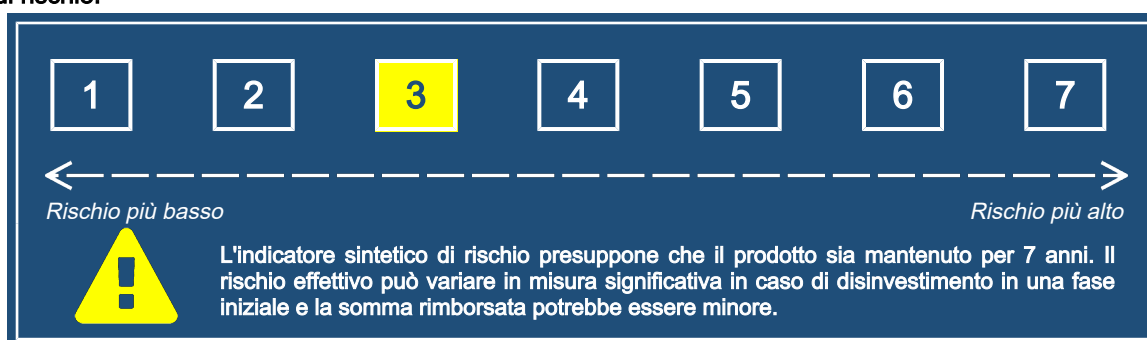 di rischio.
1 2 3 4 5 6 7
Rischio più basso Rischio più alto
L'indicatore sintetico di rischio presuppone che il prodotto sia mantenuto per 7 anni. Il
rischio effettivo può variare in misura significativa in caso di disinvestimento in una fase
iniziale e la somma rimborsata potrebbe essere minore.